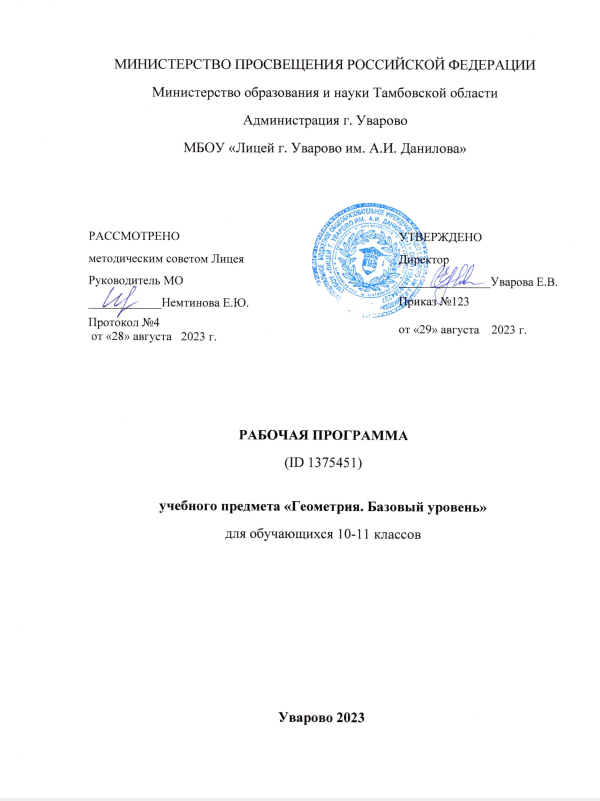 МИНИСТЕРСТВО ПРОСВЕЩЕНИЯ РОССИЙСКОЙ ФЕДЕРАЦИИ
Министерство образования и науки Тамбовской области
Администрация г. Уварово
МБОУ «Лицей г. Уварово им. А.И. Данилова»
РАССМОТРЕНО
методическим советом Лицея
Руководитель МО
____________Немтинова Е.Ю.
Протокол №4
от «28» августа 2023 г.
УТВЕРЖДЕНО
Директор
_______________Уварова Е.В.
Приказ №123
от «29» августа 2023 г.
РАБОЧАЯ ПРОГРАММА
(ID 1375451)
учебного предмета «Геометрия. Базовый уровень»
для обучающихся 10-11 классов
Уварово 2023